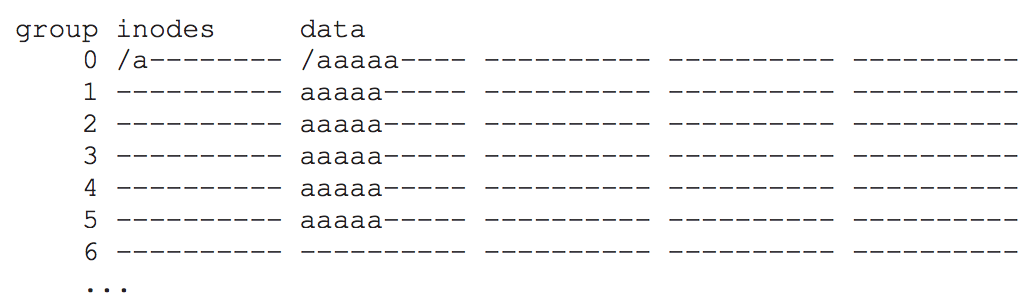 group inodes     data
    0 /a-------- /aaaaa---- ---------- ---------- ----------
    1 ---------- aaaaa----- ---------- ---------- ----------
    2 ---------- aaaaa----- ---------- ---------- ----------
    3 ---------- aaaaa----- ---------- ---------- ----------
    4 ---------- aaaaa----- ---------- ---------- ----------
    5 ---------- aaaaa----- ---------- ---------- ----------
    6 ---------- ---------- ---------- ---------- ----------
    ...